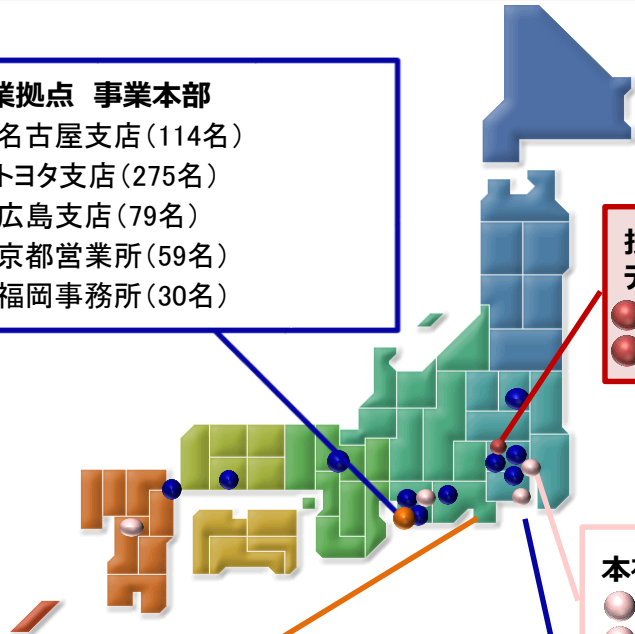 業拠点 事業本部
名古屋支店(114名)
トヨタ支店(275名)
広島支店(79名)
京都営業所(59名)
福岡事務所(30名)
本